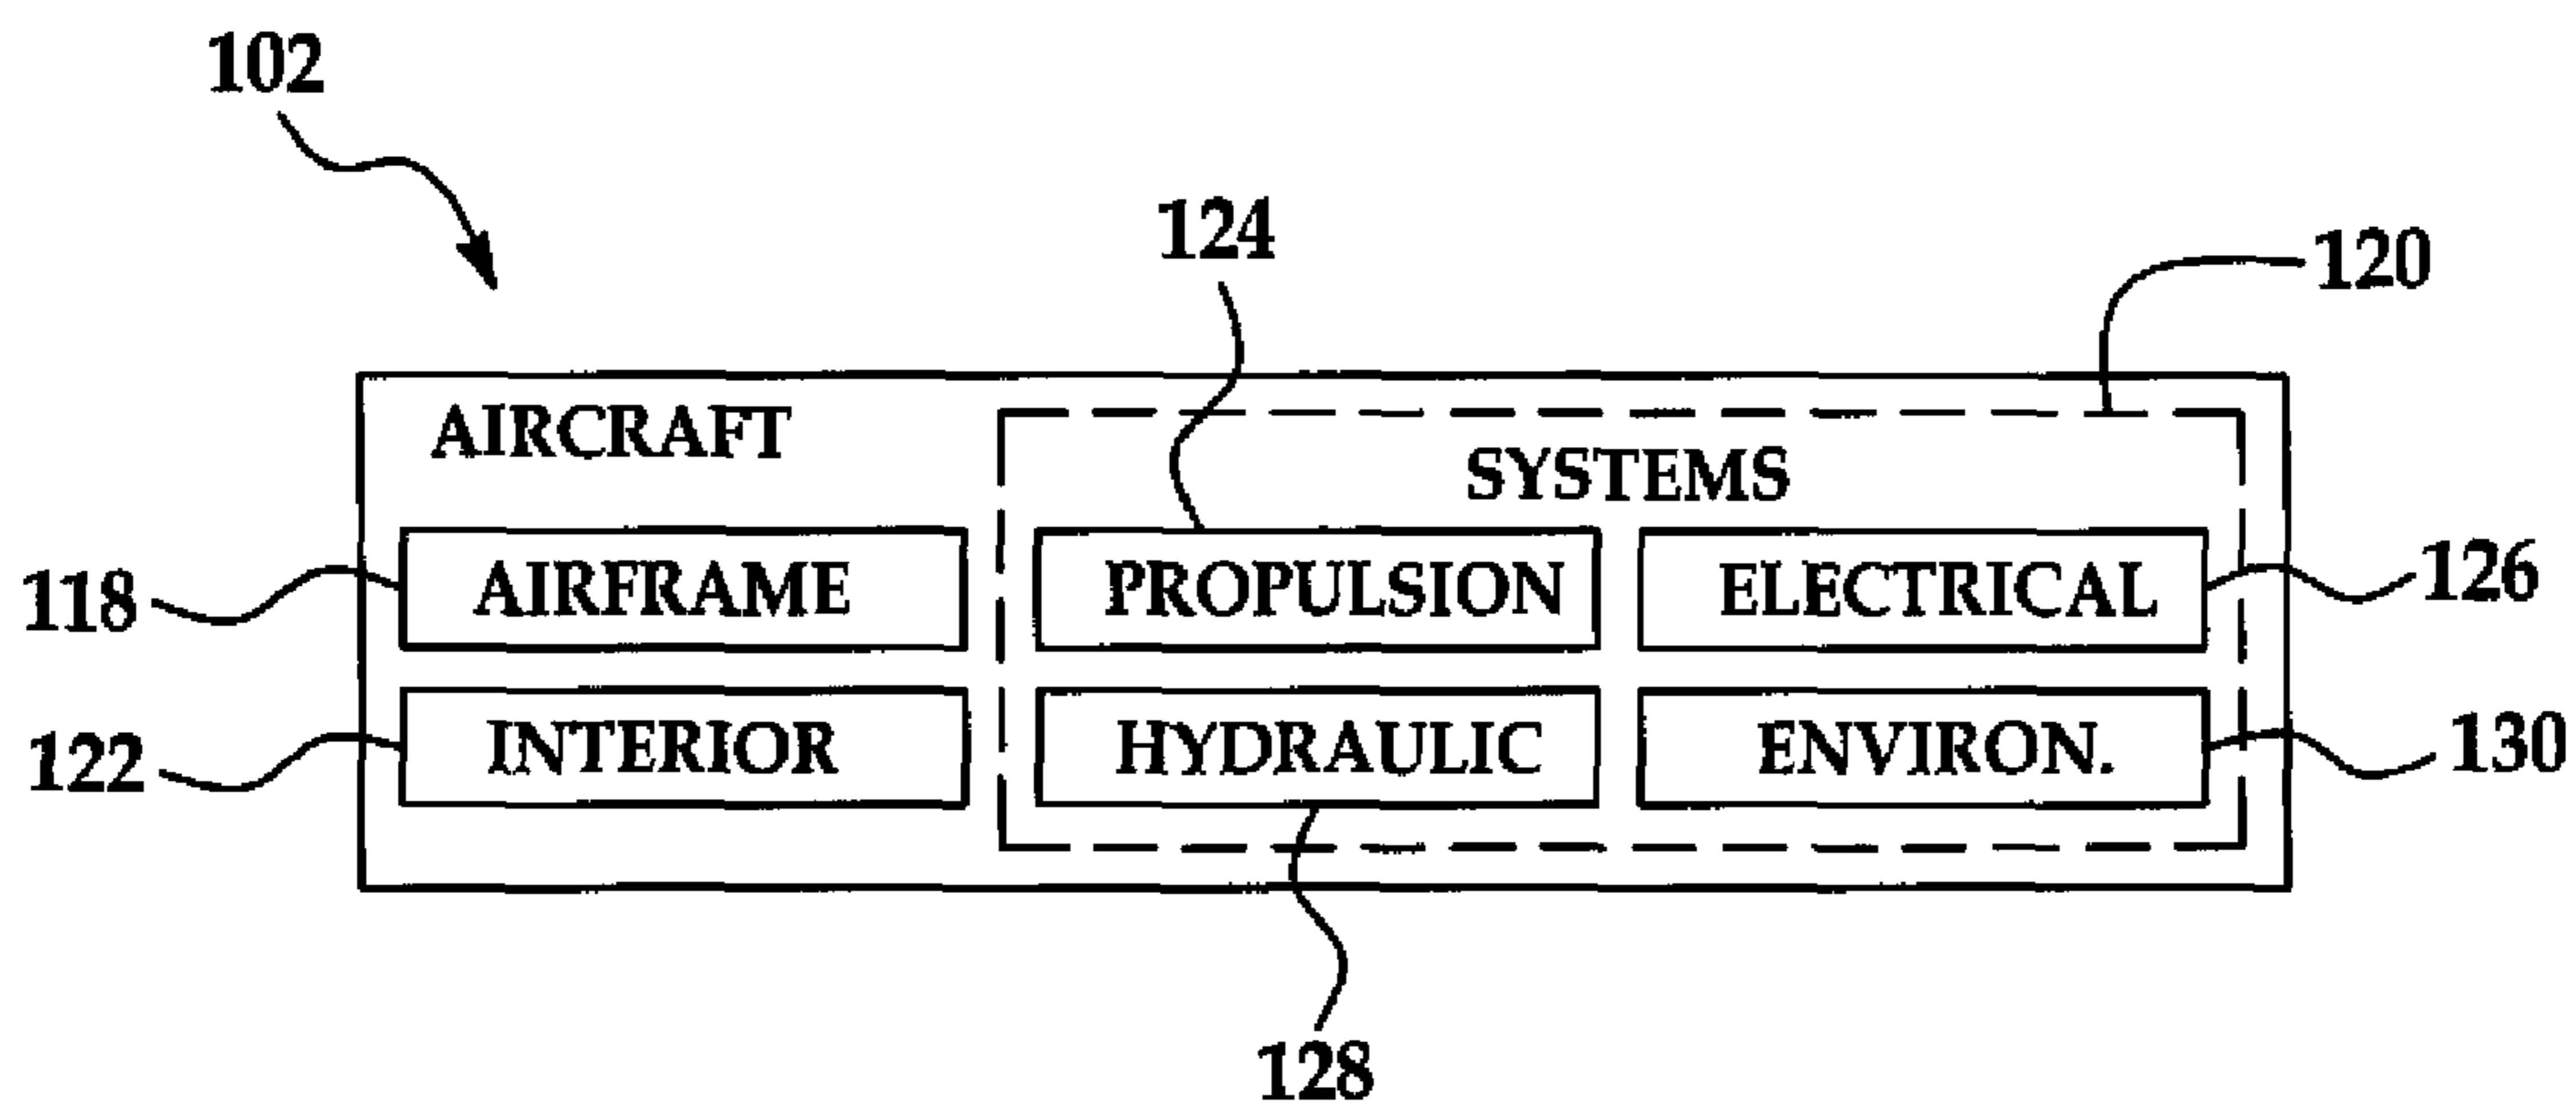 102
124
120
AIRCRAFT
SYSTEMS
118
AIRFRAME
PROPULSION
ELECTRICAL
126
122
INTERIOR
HYDRAULIC
ENVIRON.
130
128